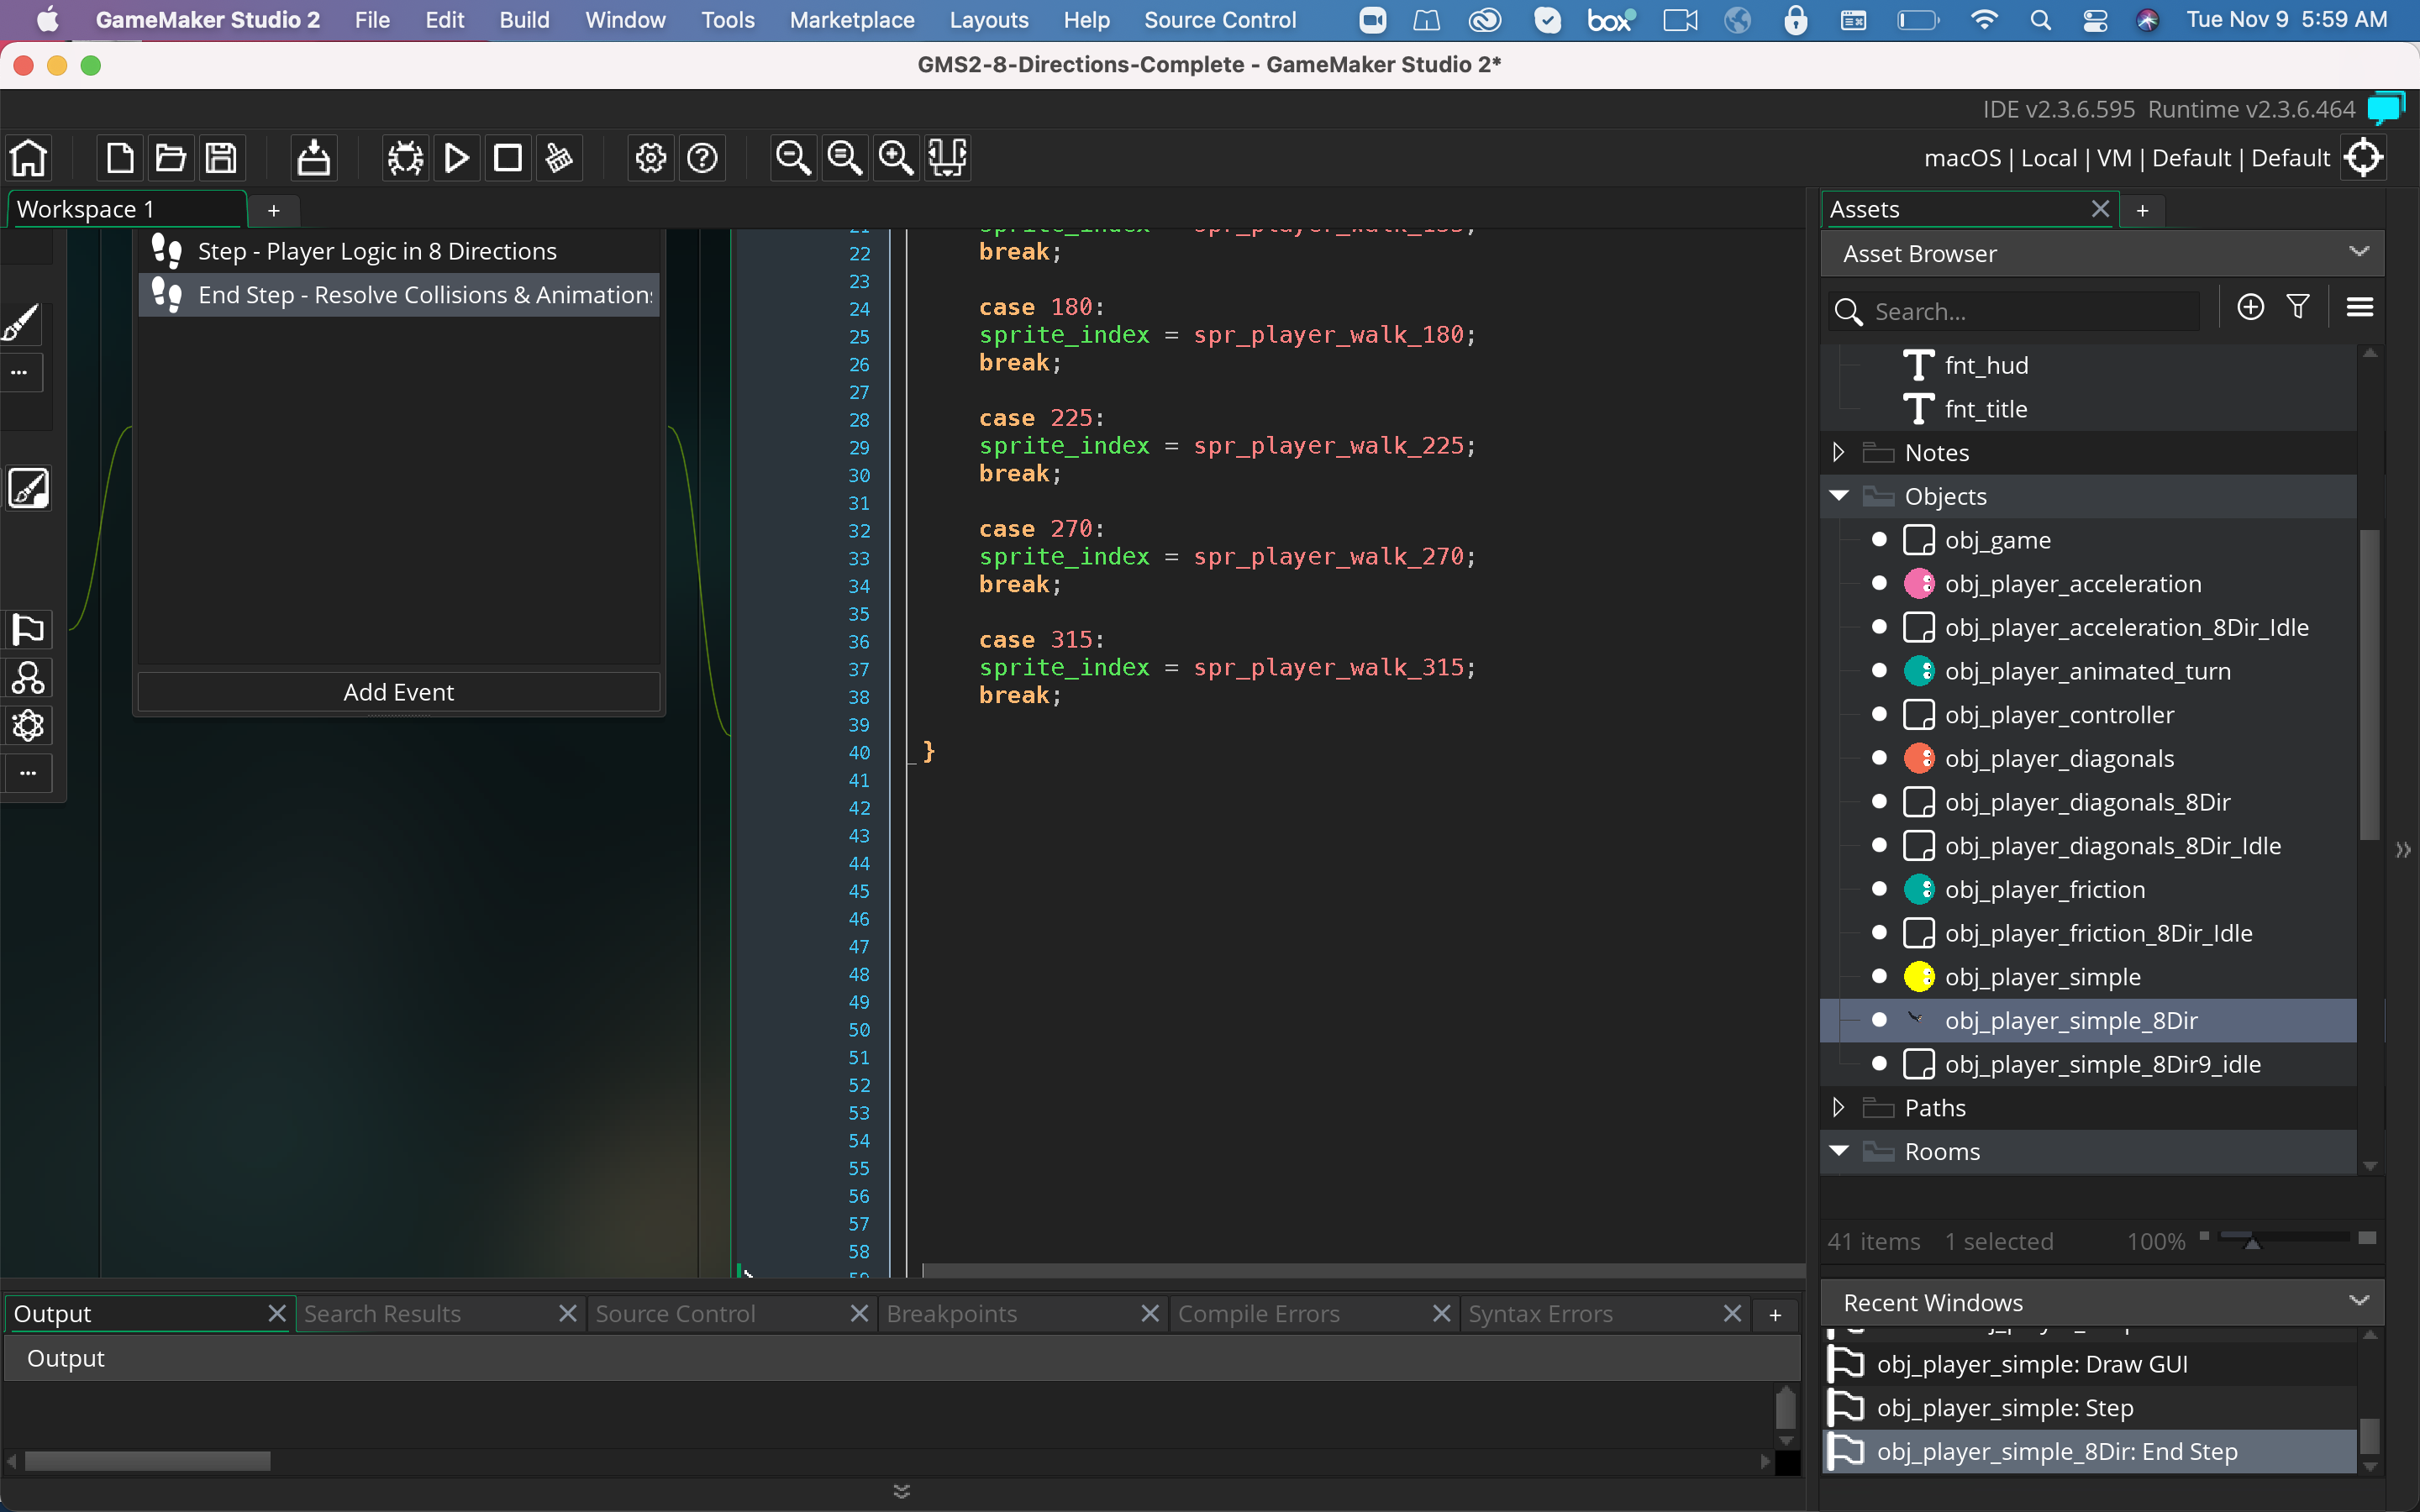 GameMaker Studio 2 File Edit Build Window Tools Marketplace Layouts Help Source Control box Tue Nov 9 5:59 AM
GMS2-8-Directions-Complete - GameMaker Studio 2*
IDE v2.3.6.595 Runtime v2.3.6.464
macOS | Local | VM | Default | Default
Workspace 1 +
Step - Player Logic in 8 Directions
End Step - Resolve Collisions & Animation
Add Event
21 sprite_index = spr_player_walk_135;
22 break;
23
24 case 180:
25 sprite_index = spr_player_walk_180;
26 break;
27
28 case 225:
29 sprite_index = spr_player_walk_225;
30 break;
31
32 case 270:
33 sprite_index = spr_player_walk_270;
34 break;
35
36 case 315:
37 sprite_index = spr_player_walk_315;
38 break;
39
40 }
41
42
43
44
45
46
47
48
49
50
51
52
53
54
55
56
57
58
59
Assets +
Asset Browser
Search...
fnt_hud
fnt_title
Notes
Objects
obj_game
obj_player_acceleration
obj_player_acceleration_8Dir_Idle
obj_player_animated_turn
obj_player_controller
obj_player_diagonals
obj_player_diagonals_8Dir
obj_player_diagonals_8Dir_Idle
obj_player_friction
obj_player_friction_8Dir_Idle
obj_player_simple
obj_player_simple_8Dir
obj_player_simple_8Dir9_idle
Paths
Rooms
41 items 1 selected 100%
Recent Windows
obj_player_simple: Draw GUI
obj_player_simple: Step
obj_player_simple_8Dir: End Step
Output Search Results Source Control Breakpoints Compile Errors Syntax Errors +
Output